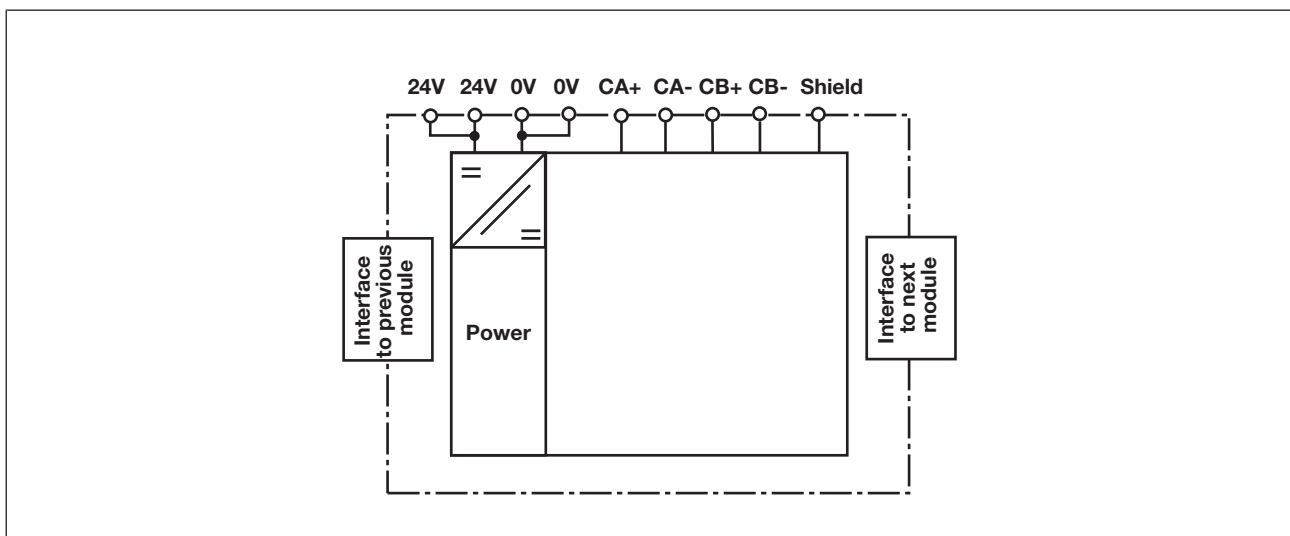 24V 24V 0V 0V CA+ CA- CB+ CB- Shield
Interface
to previous
module
Power
Interface
to next
module